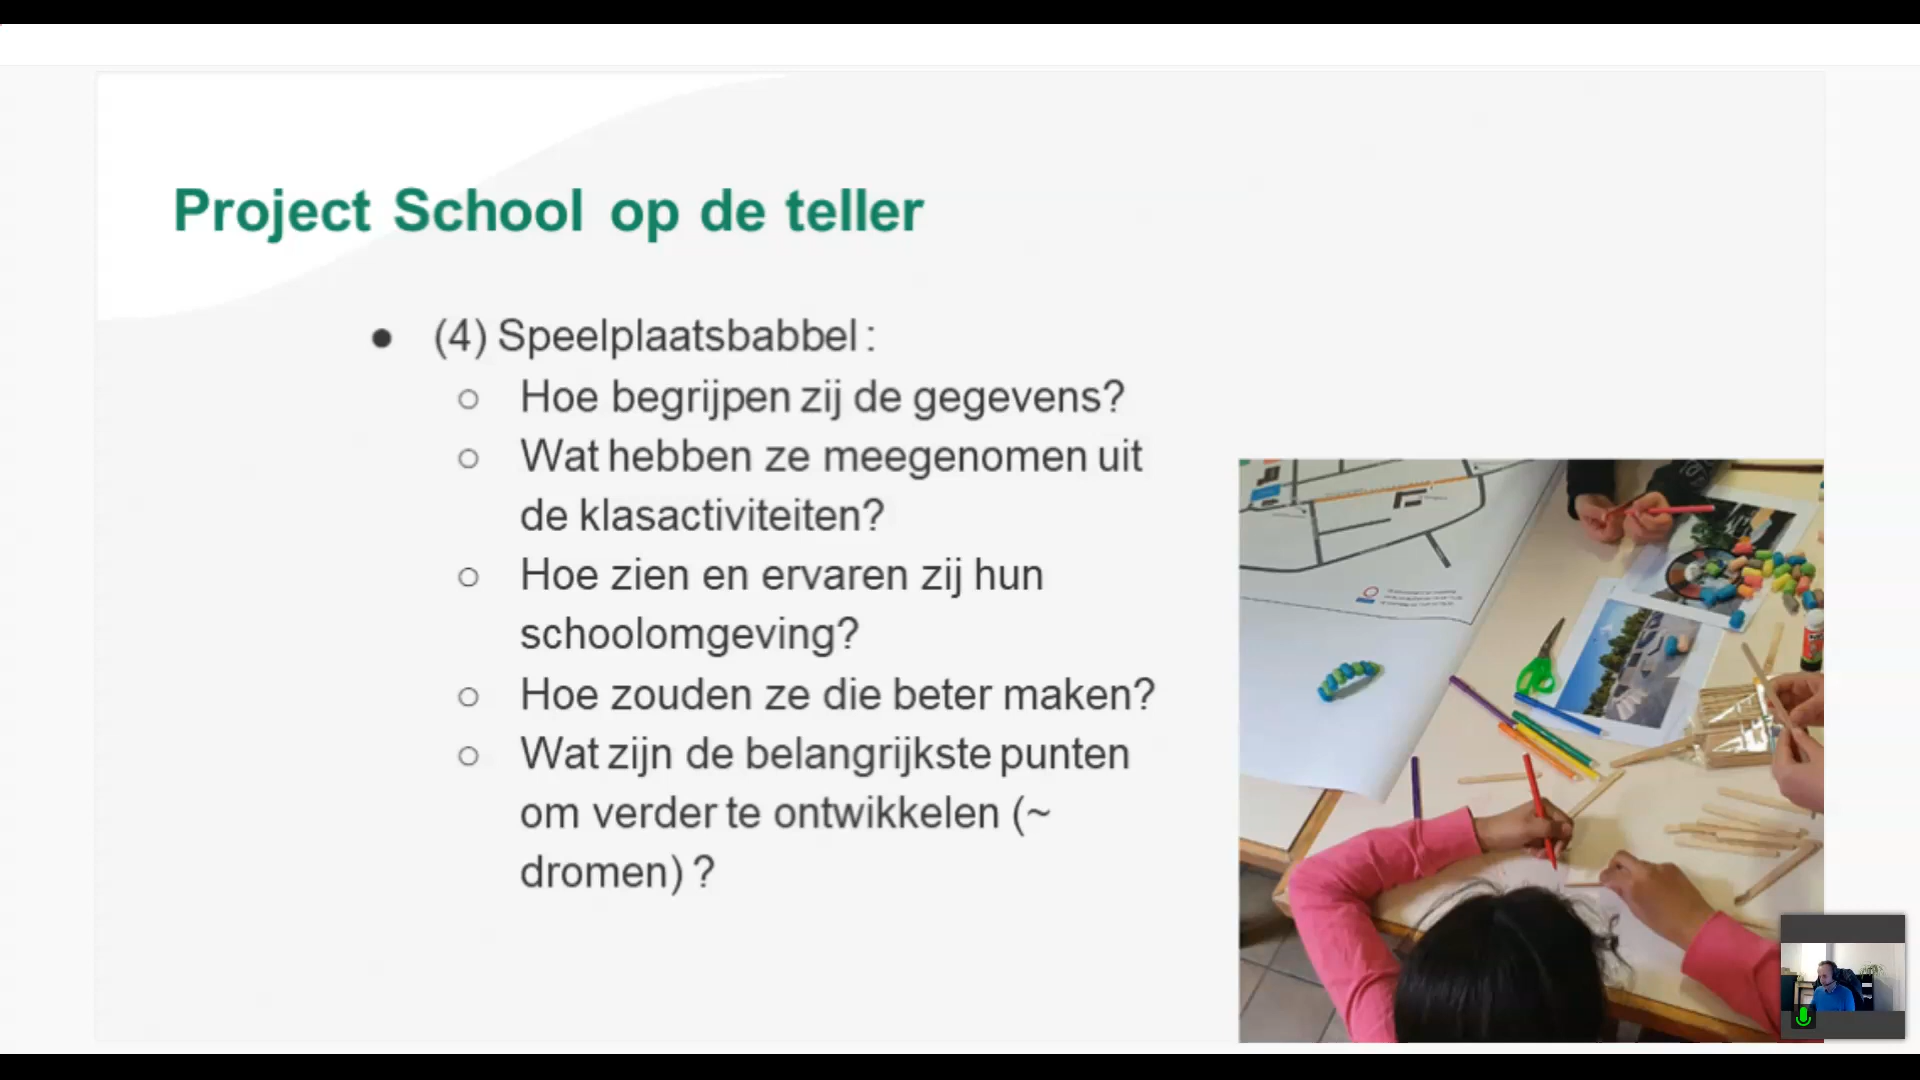 Project School op de teller
● (4) Speelplaatsbabbel :
○ Hoe begrijpen zij de gegevens?
○ Wat hebben ze meegenomen uit
de klasactiviteiten?
○ Hoe zien en ervaren zij hun
schoolomgeving?
○ Hoe zouden ze die beter maken?
○ Wat zijn de belangrijkste punten
om verder te ontwikkelen (~
dromen) ?